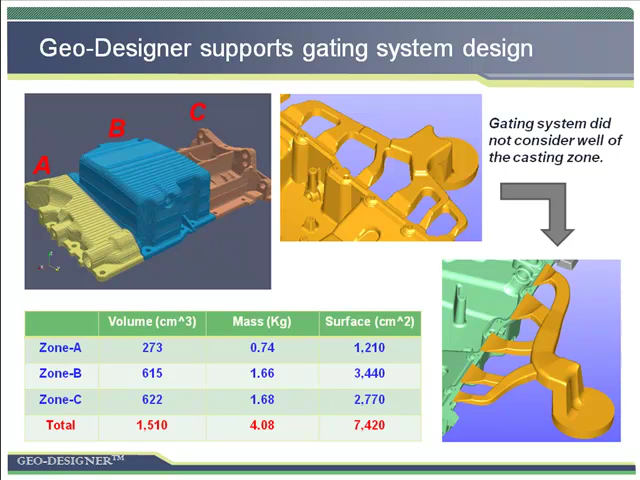 Geo-Designer supports gating system design
A
B
C
Gating system did
not consider well of
the casting zone.
Volume (cm^3) Mass (Kg) Surface (cm^2)
Zone-A 273 0.74 1,210
Zone-B 615 1.66 3,440
Zone-C 622 1.68 2,770
Total 1,510 4.08 7,420
GEO-DESIGNER™